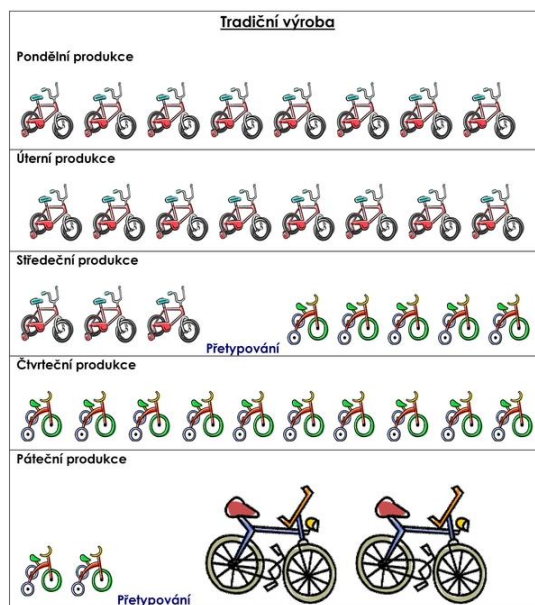 Tradiční výroba
Pondělní produkce
Úterní produkce
Středeční produkce
Přetypování
Čtvrteční produkce
Páteční produkce
Přetypování